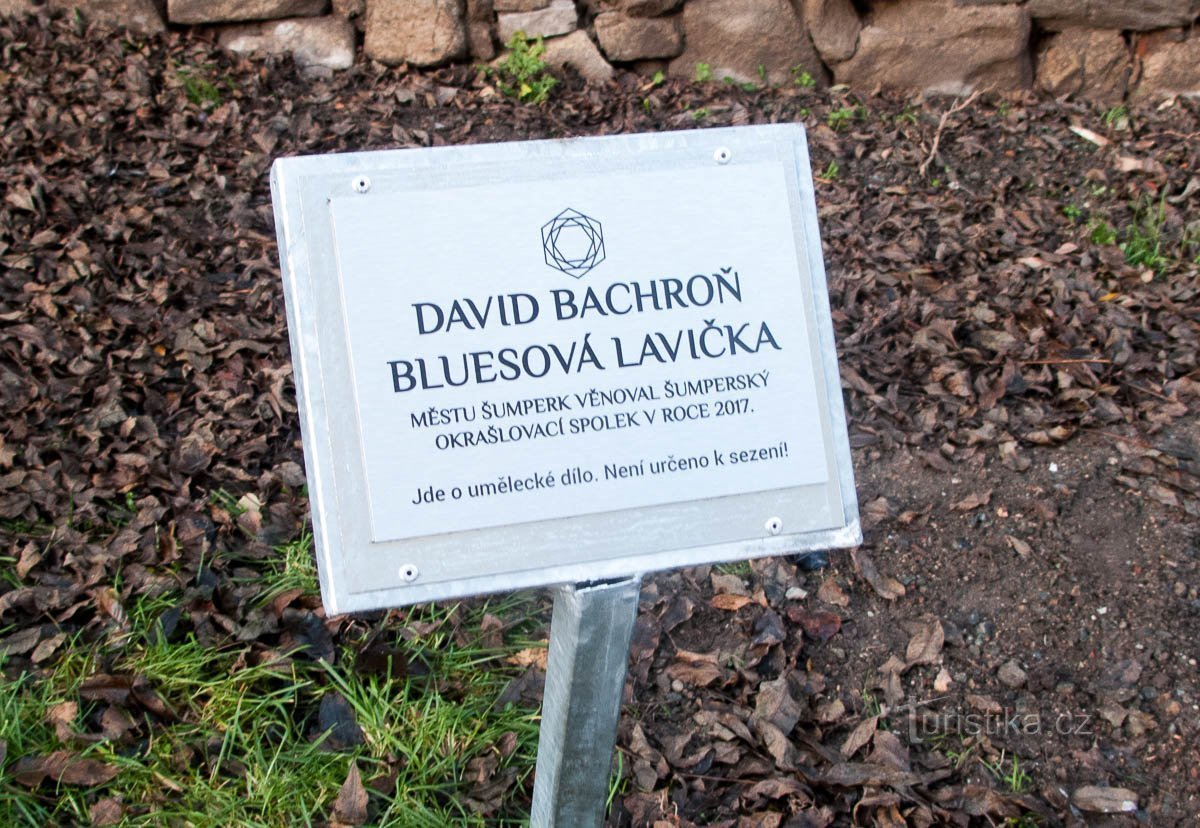 DAVID BACHROŇ
BLUESOVÁ LAVIČKA
MĚSTU ŠUMPERK VĚNOVAL ŠUMPERSKÝ
OKRAŠLOVACÍ SPOLEK V ROCE 2017.
Jde o umělecké dílo. Není určeno k sezení!
Turistika.cz